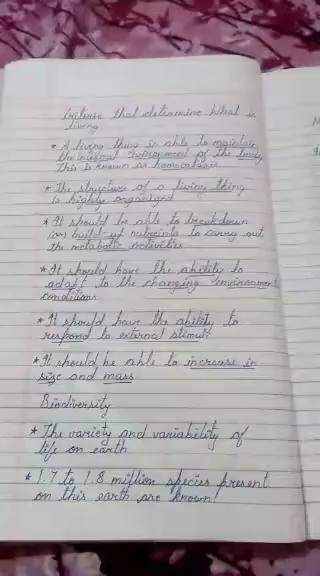 Criteria that determine what is
living
* A living thing is able to maintain
the internal environment of the body,
This is known as homeostasis
* The structure of a living thing
is highly organized
* It should be able to breakdown
(or) build-up nutrients to carry out
the metabolic activities
* It should have the ability to
adapt to the changing environment
conditions
* It should have the ability to
respond to external stimuli
* It should be able to increase in
size and mass
Biodiversity
* The variety and variability of
life on earth
* 1.7 to 1.8 million species present
on this earth are known!